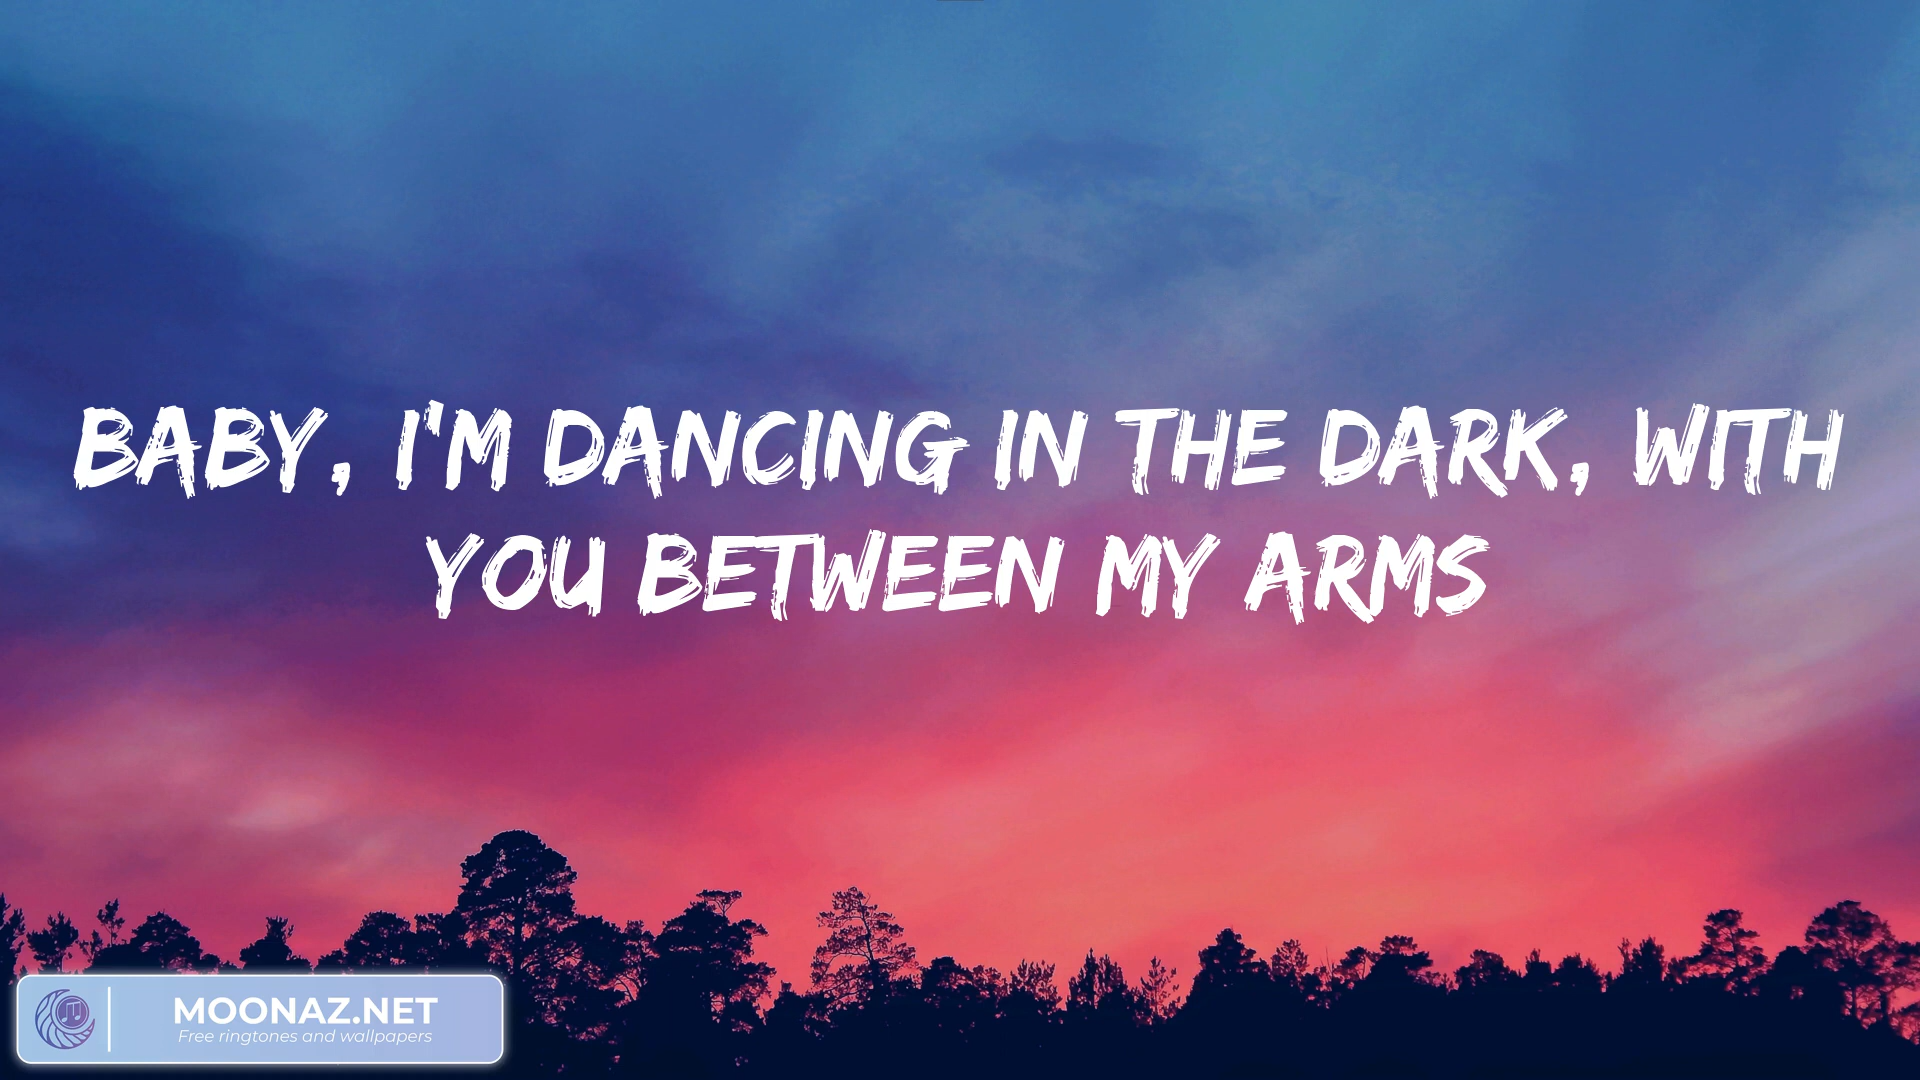 BABY, I'M DANCING IN THE DARK, WITH
YOU BETWEEN MY ARMS
MOONAZ.NET
Free ringtones and wallpapers